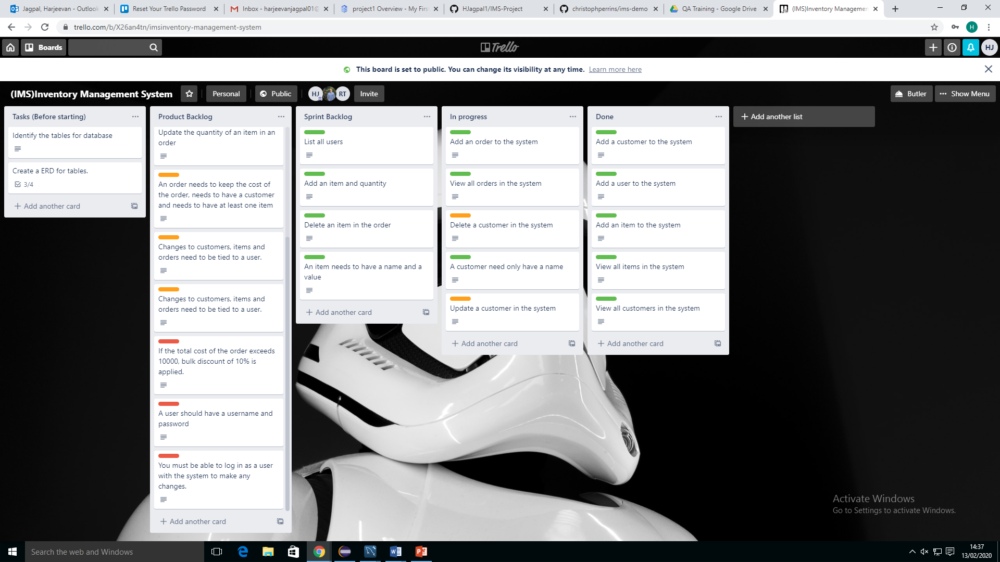 Jagpal, Harjeevan - Outlook
Reset Your Trello Password
Inbox - harjeevanjagpal01@
project1 Overview - My Firs
HJagpal1/IMS-Project
christophperrins/ims-demo
QA Training - Google Drive
(IMS)Inventory Managemen
trello.com/b/X26an4tn/imsinventory-management-system
H
Boards
Trello
HJ
This board is set to public. You can change its visibility at any time. Learn more here
(IMS)Inventory Management System
Personal
Public
HJ
RT
Invite
Butler
Show Menu
Tasks (Before starting)
Identify the tables for database
Create a ERD for tables.
3/4
Add another card
Product Backlog
Update the quantity of an item in an
order
An order needs to keep the cost of
the order, needs to have a customer
and needs to have at least one item
Changes to customers, items and
orders need to be tied to a user.
Changes to customers, items and
orders need to be tied to a user.
If the total cost of the order exceeds
10000, bulk discount of 10% is
applied.
A user should have a username and
password
You must be able to log in as a user
with the system to make any
changes.
Add another card
Sprint Backlog
List all users
Add an item and quantity
Delete an item in the order
An item needs to have a name and a
value
Add another card
In progress
Add an order to the system
View all orders in the system
Delete a customer in the system
A customer need only have a name
Update a customer in the system
Add another card
Done
Add a customer to the system
Add a user to the system
Add an item to the system
View all items in the system
View all customers in the system
Add another card
Add another list
Activate Windows
Go to Settings to activate Windows.
Search the web and Windows
14:37
13/02/2020